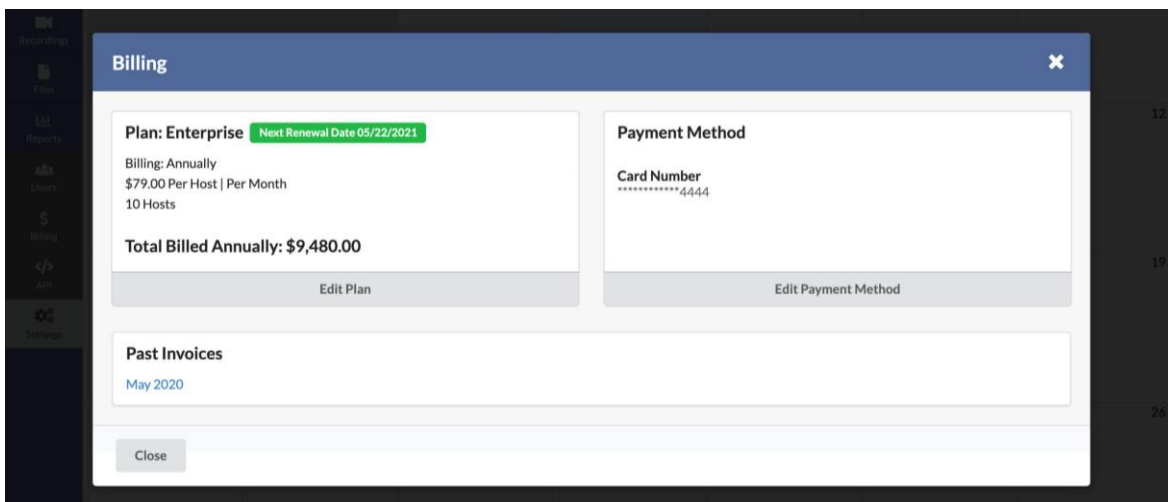 Recordings
Files
Reports
Users
Billing
API
Settings
12
19
26
Billing
Plan: Enterprise Next Renewal Date 05/22/2021
Billing: Annually
$79.00 Per Host | Per Month
10 Hosts
Total Billed Annually: $9,480.00
Edit Plan
Payment Method
Card Number
************4444
Edit Payment Method
Past Invoices
May 2020
Close